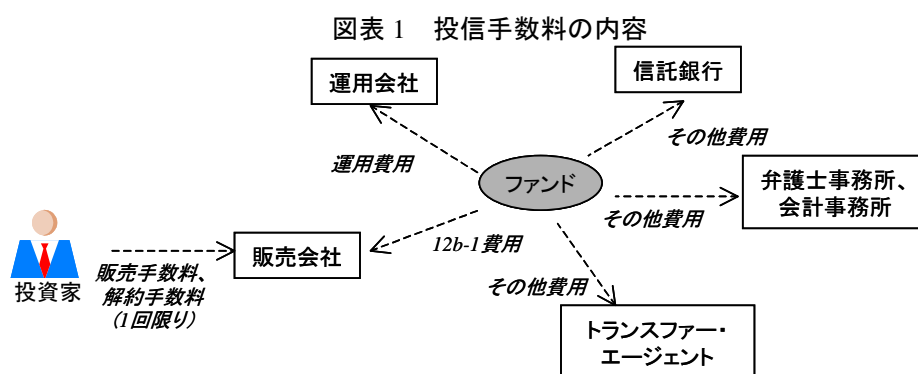 図表 1 投信手数料の内容
運用会社
信託銀行
その他費用
運用費用
ファンド
弁護士事務所、
会計事務所
その他費用
12b-1費用
販売会社
投資家
販売手数料、
解約手数料
(1回限り)
その他費用
トランスファー・
エージェント